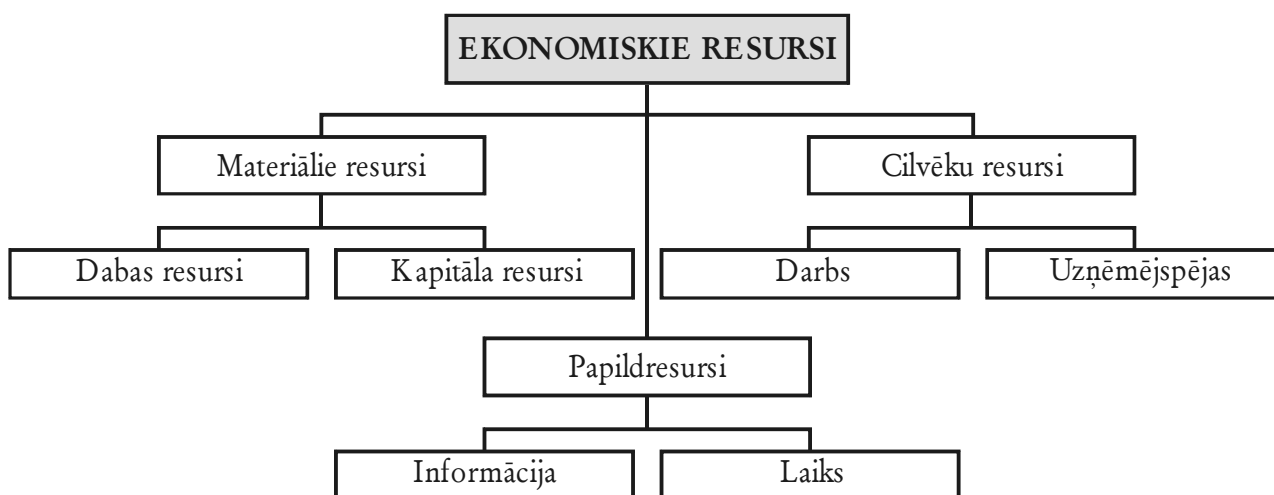 EKONOMISKIE RESURSI
Materiālie resursi
Cilvēku resursi
Dabas resursi
Kapitāla resursi
Darbs
Uzņēmējspējas
Papildresursi
Informācija
Laiks